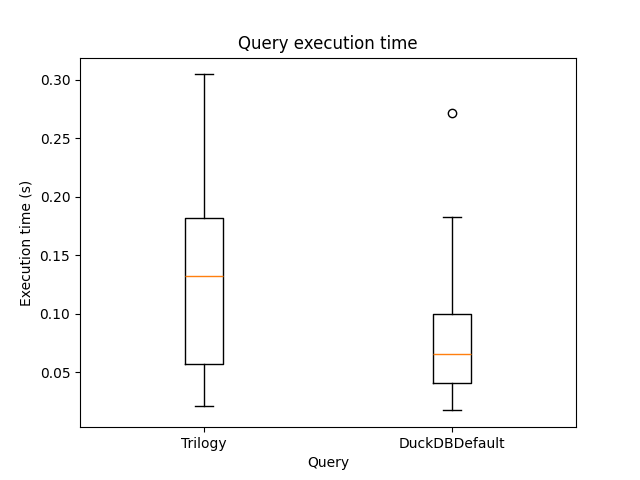 Query execution time
Execution time (s)
0.30
0.25
0.20
0.15
0.10
0.05
Trilogy
DuckDBDefault
Query